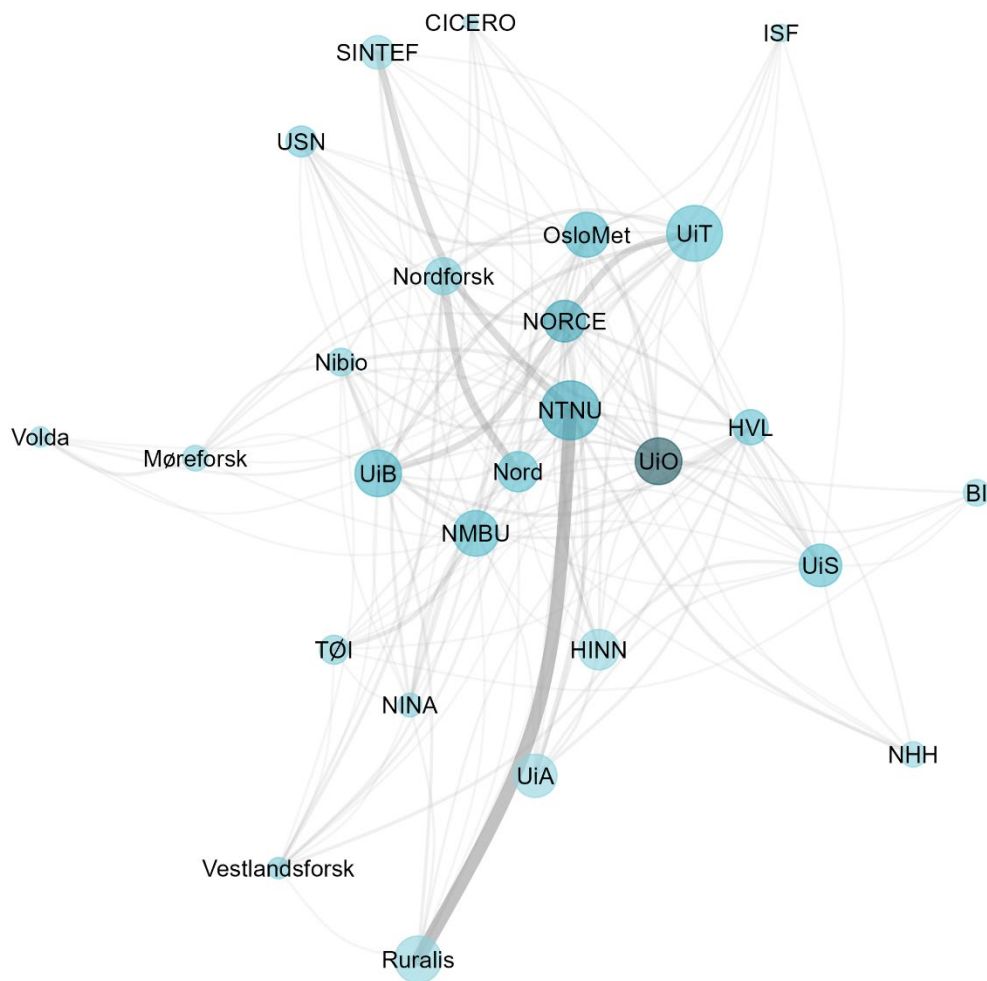 CICERO
ISF
SINTEF
USN
OsloMet
UiT
Nordforsk
NORCE
Nibio
NTNU
HVL
Volda
Møreforsk
UiB
Nord
UiO
BI
NMBU
UiS
TØI
HINN
NINA
NHH
UiA
Vestlandsforsk
Ruralis